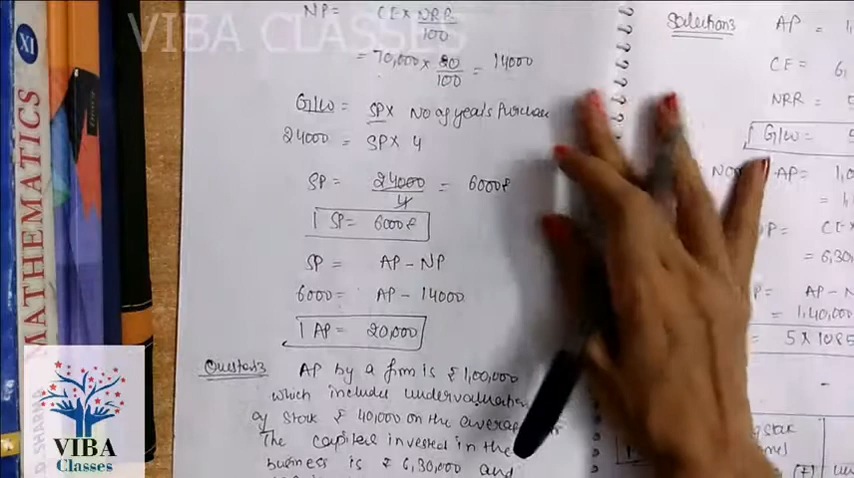 VIBA CLASSES
NP = CE × NRR
100
= 70,000 × 20 = 14000
100
G/W = SP × No of years Purchase
24000 = SP × 4
SP = 24000 = 6000₹
4
SP = 6000₹
SP = AP - NP
6000 = AP - 14000
AP = 20,000
Question3 AP by a firm is ₹ 1,00,000
which include undervaluation
of stock ₹ 40,000 on the average
The capital invested in the
business is ₹ 6,30,000 and
Solution3 AP =
CE = 6,
NRR =
G/W =
AP =
=
CE×
= 6,30,
AP - N
= 1,40,000
= 5 × 1085
stock
XI
MATHEMATICS
D. SHARMA
VIBA
Classes